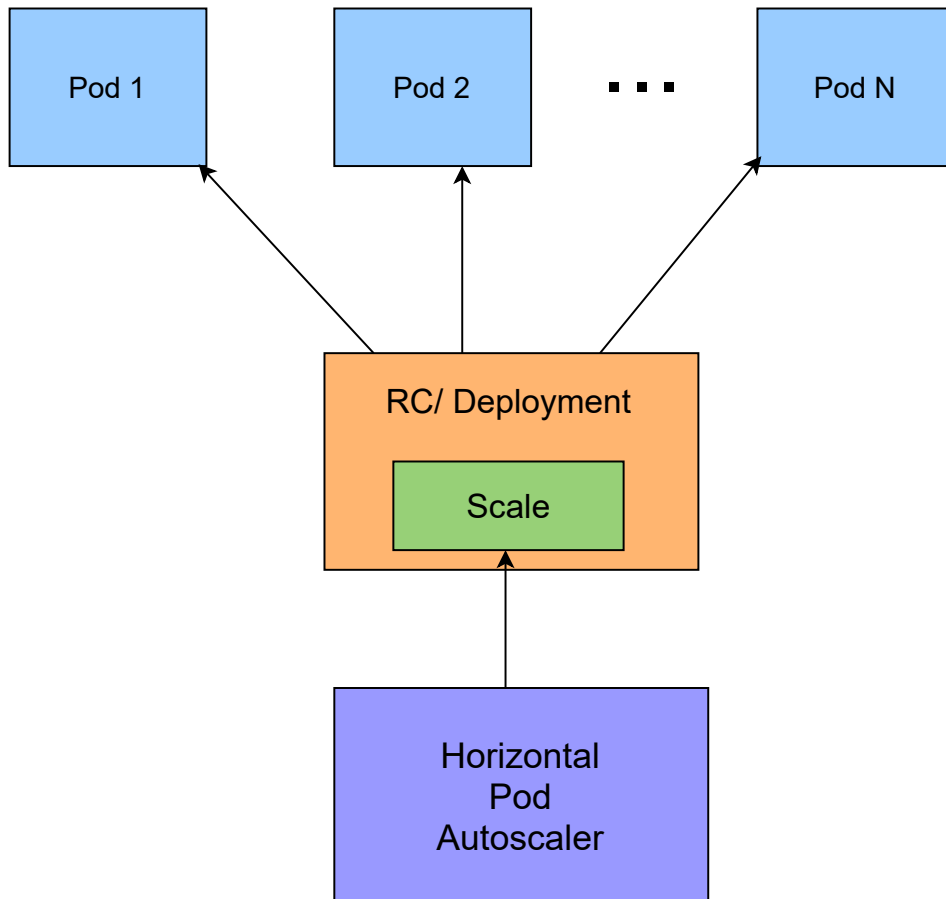 Pod 1
Pod 2
Pod N
RC/ Deployment
Scale
Horizontal
Pod
Autoscaler